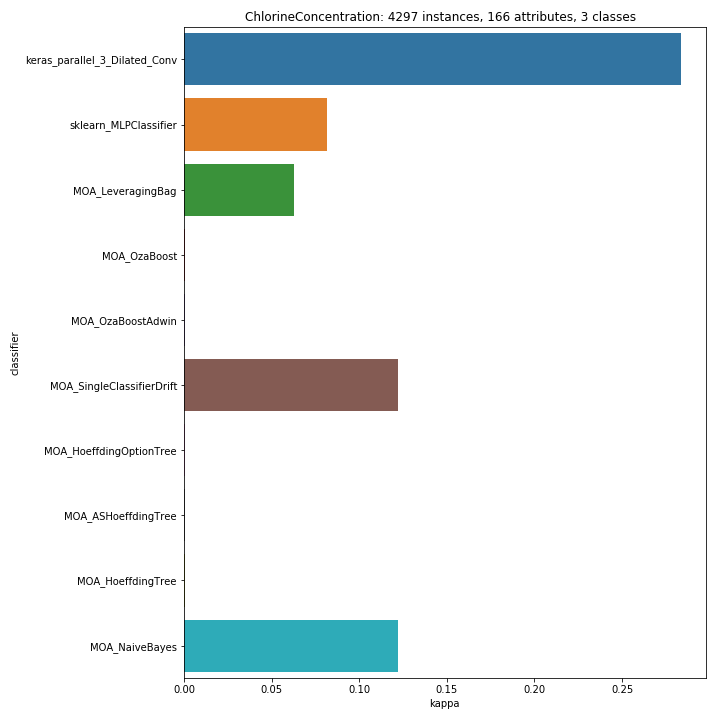 ChlorineConcentration: 4297 instances, 166 attributes, 3 classes
keras_parallel_3_Dilated_Conv
sklearn_MLPClassifier
MOA_LeveragingBag
MOA_OzaBoost
MOA_OzaBoostAdwin
classifier
MOA_SingleClassifierDrift
MOA_HoeffdingOptionTree
MOA_ASHoeffdingTree
MOA_HoeffdingTree
MOA_NaiveBayes
0.00 0.05 0.10 0.15 0.20 0.25
kappa